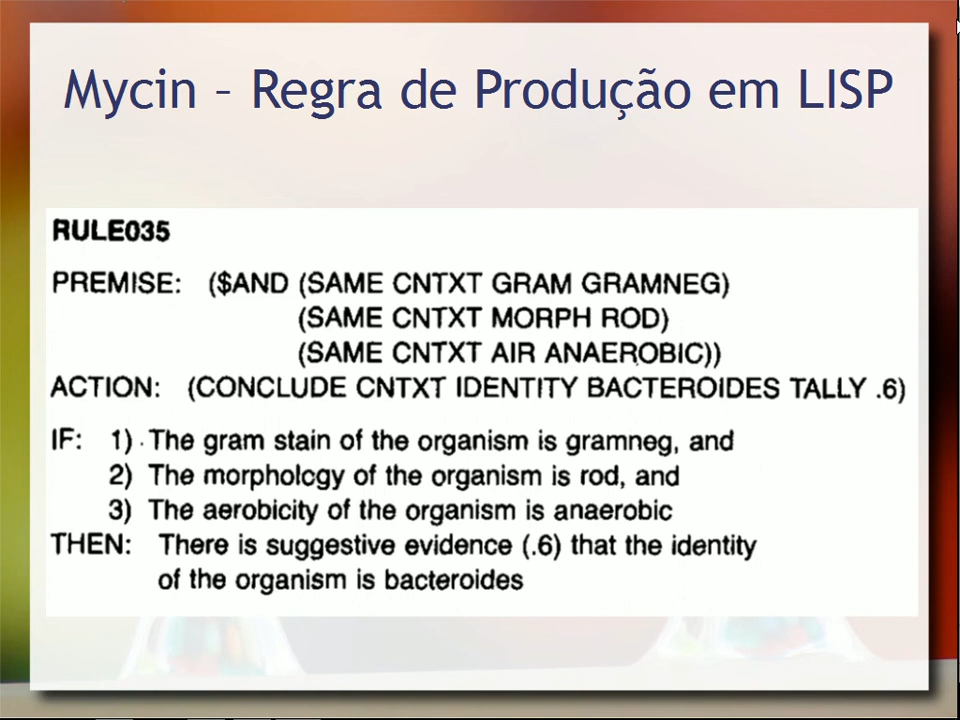 Mycin – Regra de Produção em LISP
RULE035
PREMISE: ($AND (SAME CNTXT GRAM GRAMNEG)
(SAME CNTXT MORPH ROD)
(SAME CNTXT AIR ANAEROBIC))
ACTION: (CONCLUDE CNTXT IDENTITY BACTEROIDES TALLY .6)
IF: 1) The gram stain of the organism is gramneg, and
2) The morphology of the organism is rod, and
3) The aerobicity of the organism is anaerobic
THEN: There is suggestive evidence (.6) that the identity
of the organism is bacteroides